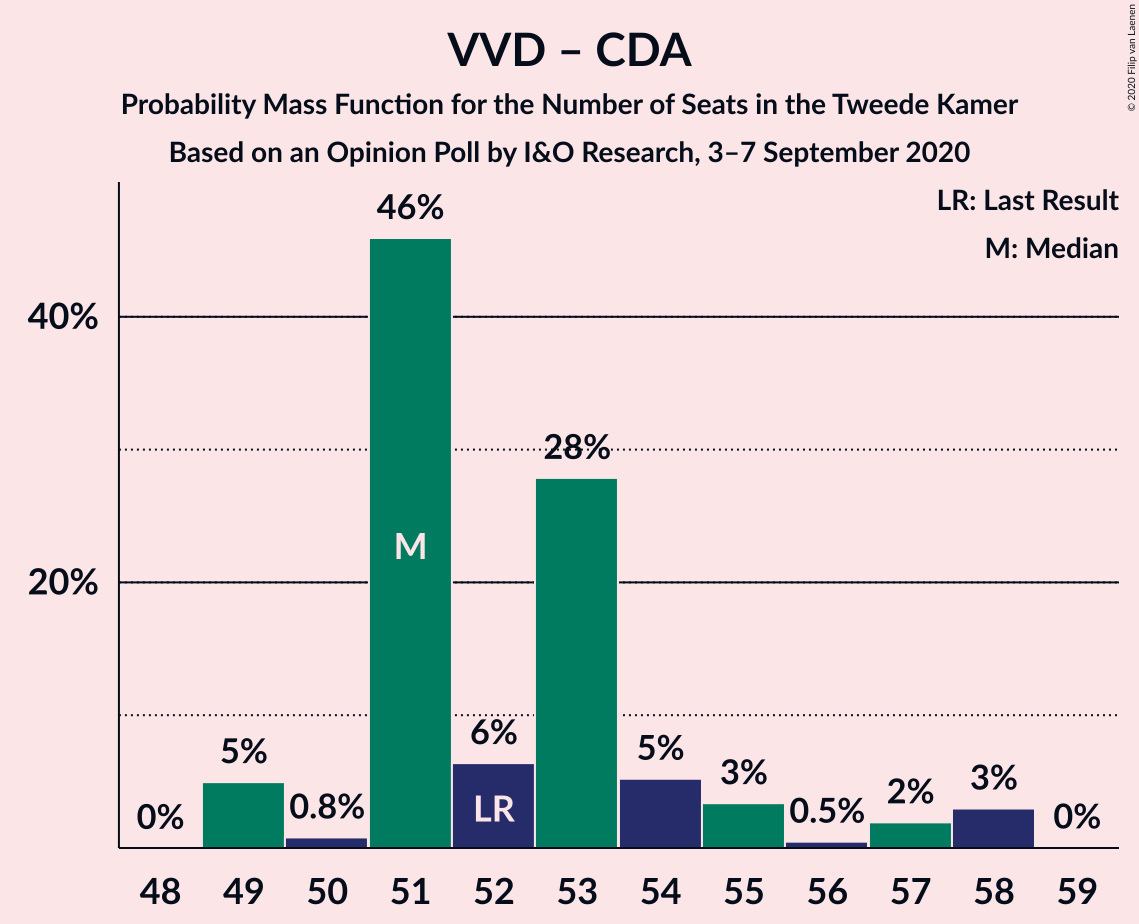 VVD – CDA
Probability Mass Function for the Number of Seats in the Tweede Kamer
Based on an Opinion Poll by I&O Research, 3–7 September 2020
© 2020 Filip van Laenen
LR: Last Result
M: Median
40%
20%
0%
5%
0.8%
46%
M
6%
LR
28%
5%
3%
0.5%
2%
3%
0%
48 49 50 51 52 53 54 55 56 57 58 59